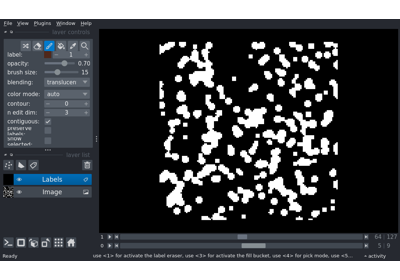 File View Plugins Window Help
layer controls
label: 1
opacity: 0.70
brush size: 15
blending: translucen
color mode: auto
contour: 0
n edit dim: 3
contiguous:
preserve labels:
show selected:
layer list
Labels
Image
0 64 127
1 5 9
Ready use <1> for activate the label eraser, use <2> for activate the fill bucket, use <4> for pick mode, use <5... activity